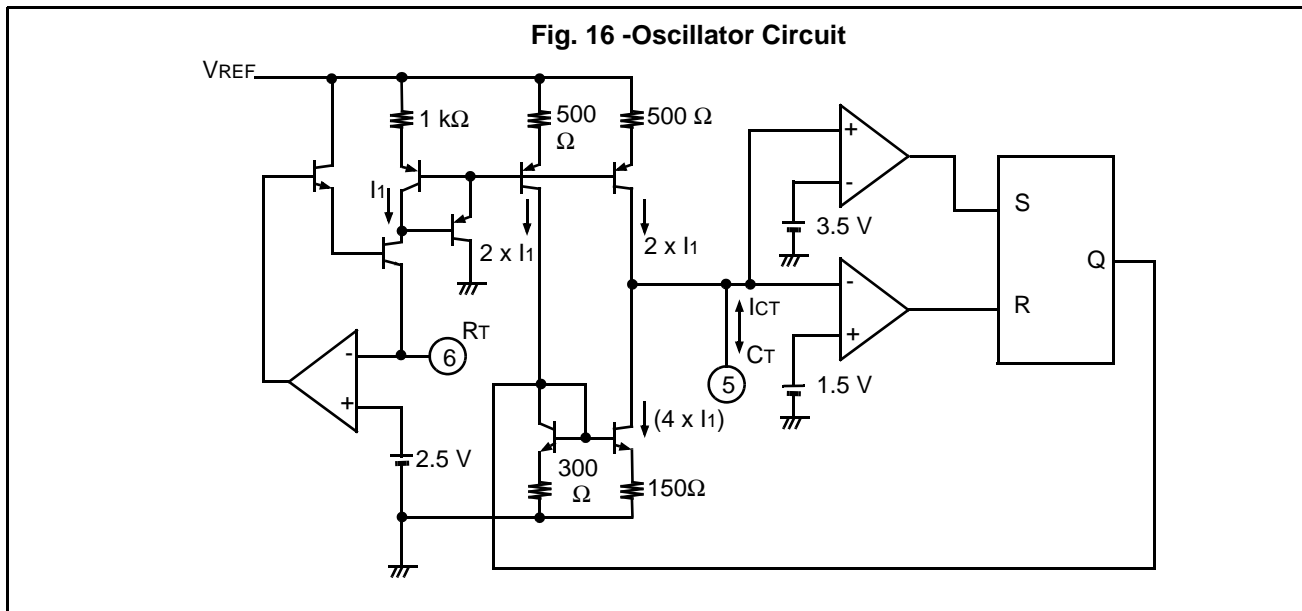 Fig. 16 -Oscillator Circuit
VREF
1 kΩ
500
Ω
500 Ω
I1
2 x I1
2 x I1
+
-
3.5 V
S
Q
R
-
+
1.5 V
ICT
CT
5
RT
6
-
+
2.5 V
(4 x I1)
300
Ω
150Ω